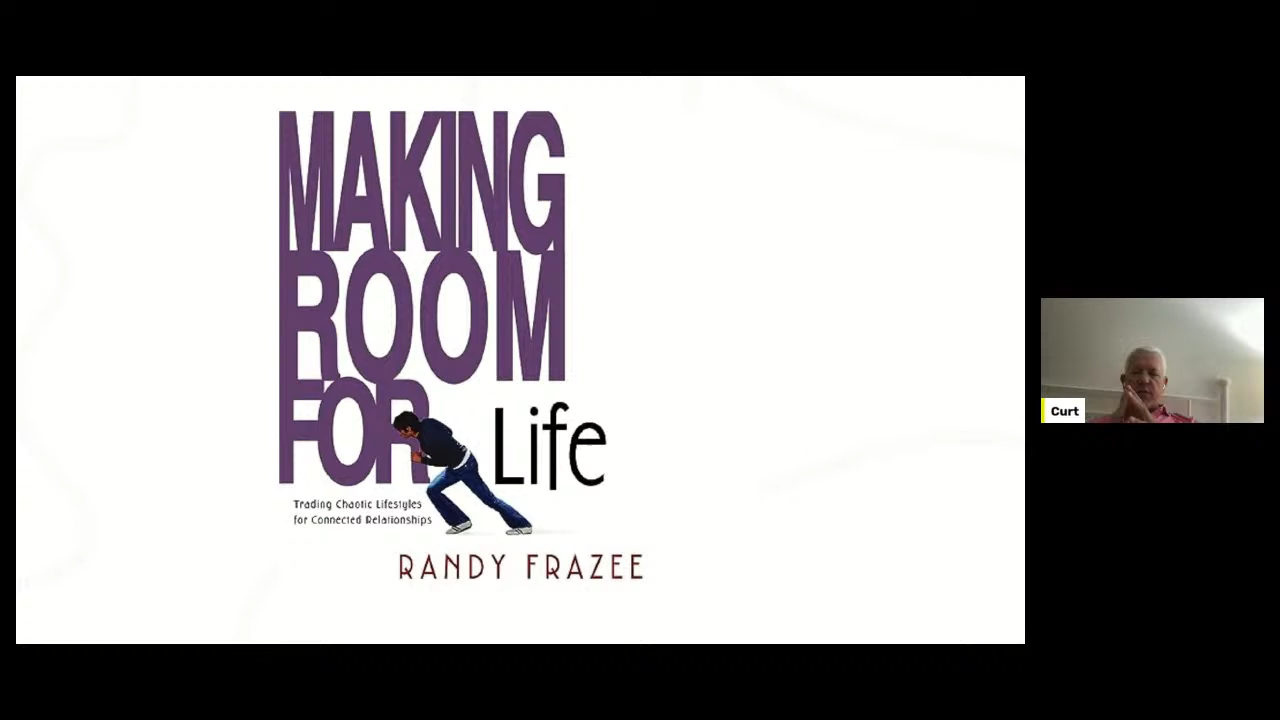 MAKING
ROOM
FOR
Life
Trading Chaotic Lifestyles
for Connected Relationships
RANDY FRAZEE
Curt